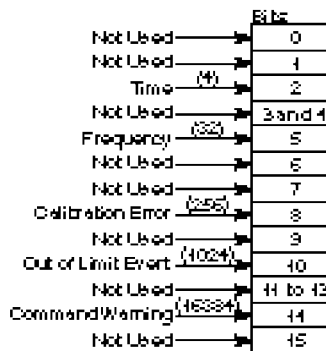 Bits
Not Used 0
Not Used 1
Time (4) 2
Not Used 3 and 4
Frequency (32) 5
Not Used 6
Not Used 7
Calibration Error (256) 8
Not Used 9
Out of Limit Event (1024) 10
Not Used 11 to 13
Command Warning (16384) 14
Not Used 15